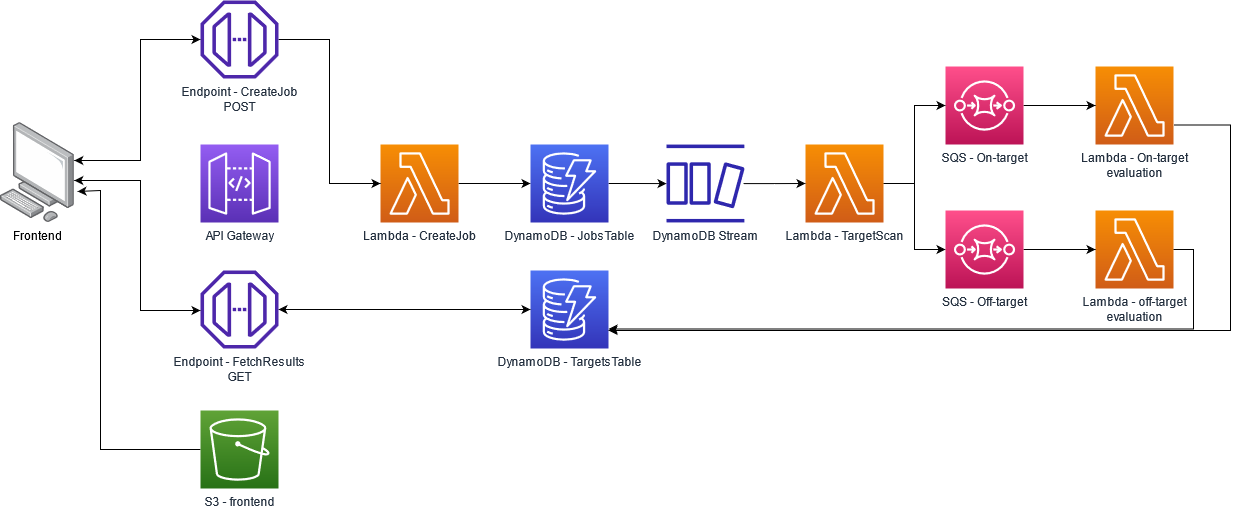 Endpoint - CreateJob
POST
SQS - On-target
Lambda - On-target
evaluation
Frontend
API Gateway
</>
Lambda - CreateJob
DynamoDB - JobsTable
DynamoDB Stream
Lambda - TargetScan
SQS - Off-target
Lambda - off-target
evaluation
Endpoint - FetchResults
GET
DynamoDB - TargetsTable
S3 - frontend